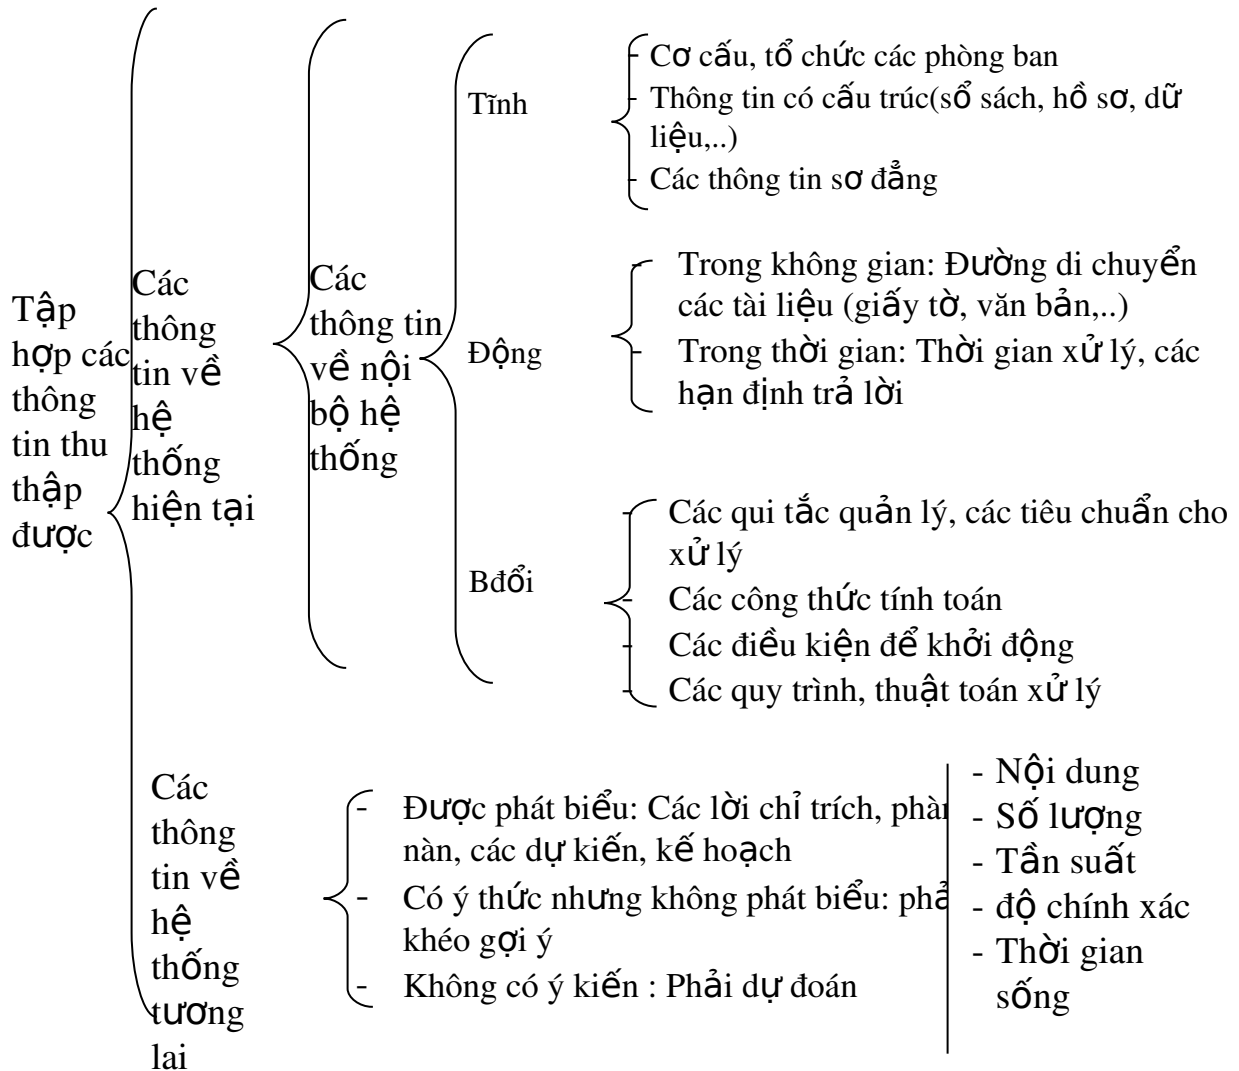 Tập
hợp các
thông
tin thu
thập
được
Các
thông
tin về
hệ
thống
hiện tại
Các
thông tin
về nội
bộ hệ
thống
Tĩnh
- Cơ cấu, tổ chức các phòng ban
- Thông tin có cấu trúc(sổ sách, hồ sơ, dữ
liệu,..)
- Các thông tin sơ đẳng
Động
- Trong không gian: Đường di chuyển
các tài liệu (giấy tờ, văn bản,..)
- Trong thời gian: Thời gian xử lý, các
hạn định trả lời
Bđổi
- Các qui tắc quản lý, các tiêu chuẩn cho
xử lý
- Các công thức tính toán
- Các điều kiện để khởi động
- Các quy trình, thuật toán xử lý
Các
thông
tin về
hệ
thống
tương
lai
- Được phát biểu: Các lời chỉ trích, phàn
nàn, các dự kiến, kế hoạch
- Có ý thức nhưng không phát biểu:
khéo gợi ý
- Không có ý kiến : Phải dự đoán
- Nội dung
- Số lượng
- Tần suất
- độ chính xác
- Thời gian
sống